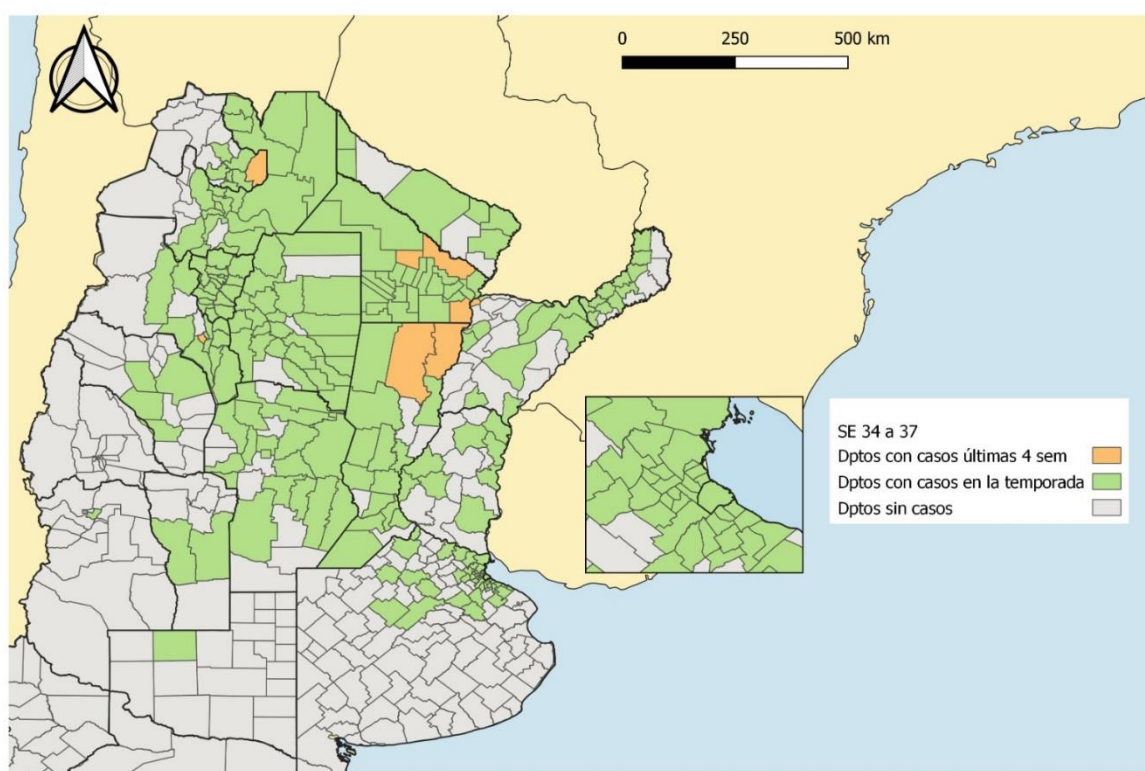 0 250 500 km
SE 34 a 37
Dptos con casos últimas 4 sem
Dptos con casos en la temporada
Dptos sin casos